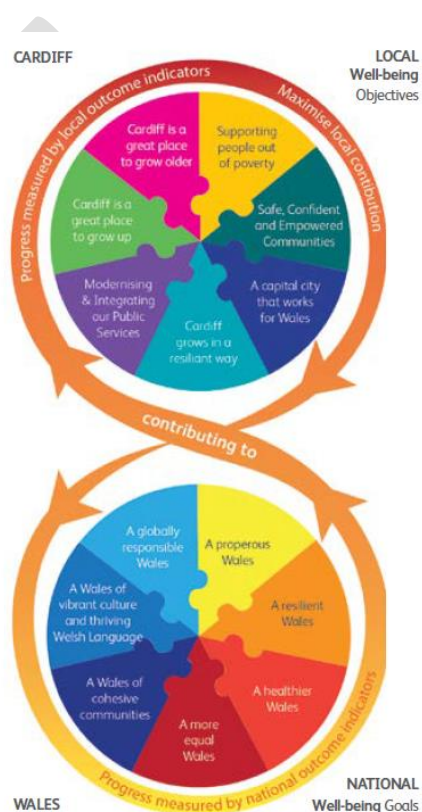 CARDIFF
LOCAL
Well-being
Objectives
Progress measured by local outcome indicators
Maximise local contibution
Cardiff is a
great place
to grow older
Supporting
people out
of poverty
Cardiff is a
great place
to grow up
Safe, Confident
and Empowered
Communities
Modernising
& Integrating
our Public
Services
Cardiff
grows in a
resiliant way
A capital city
that works
for Wales
contributing to
A globally
responsible
Wales
A properous
Wales
A Wales of
vibrant culture
and thriving
Welsh Language
A resilient
Wales
A Wales of
cohesive
communities
A more
equal
Wales
A healthier
Wales
Progress measured by national outcome indicators
WALES
NATIONAL
Well-being Goals